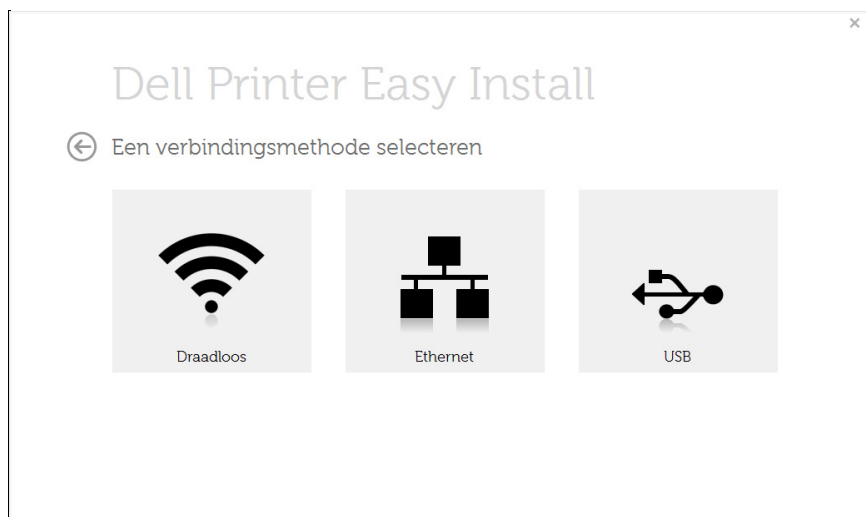 Dell Printer Easy Install
Een verbindingsmethode selecteren
Draadloos
Ethernet
USB